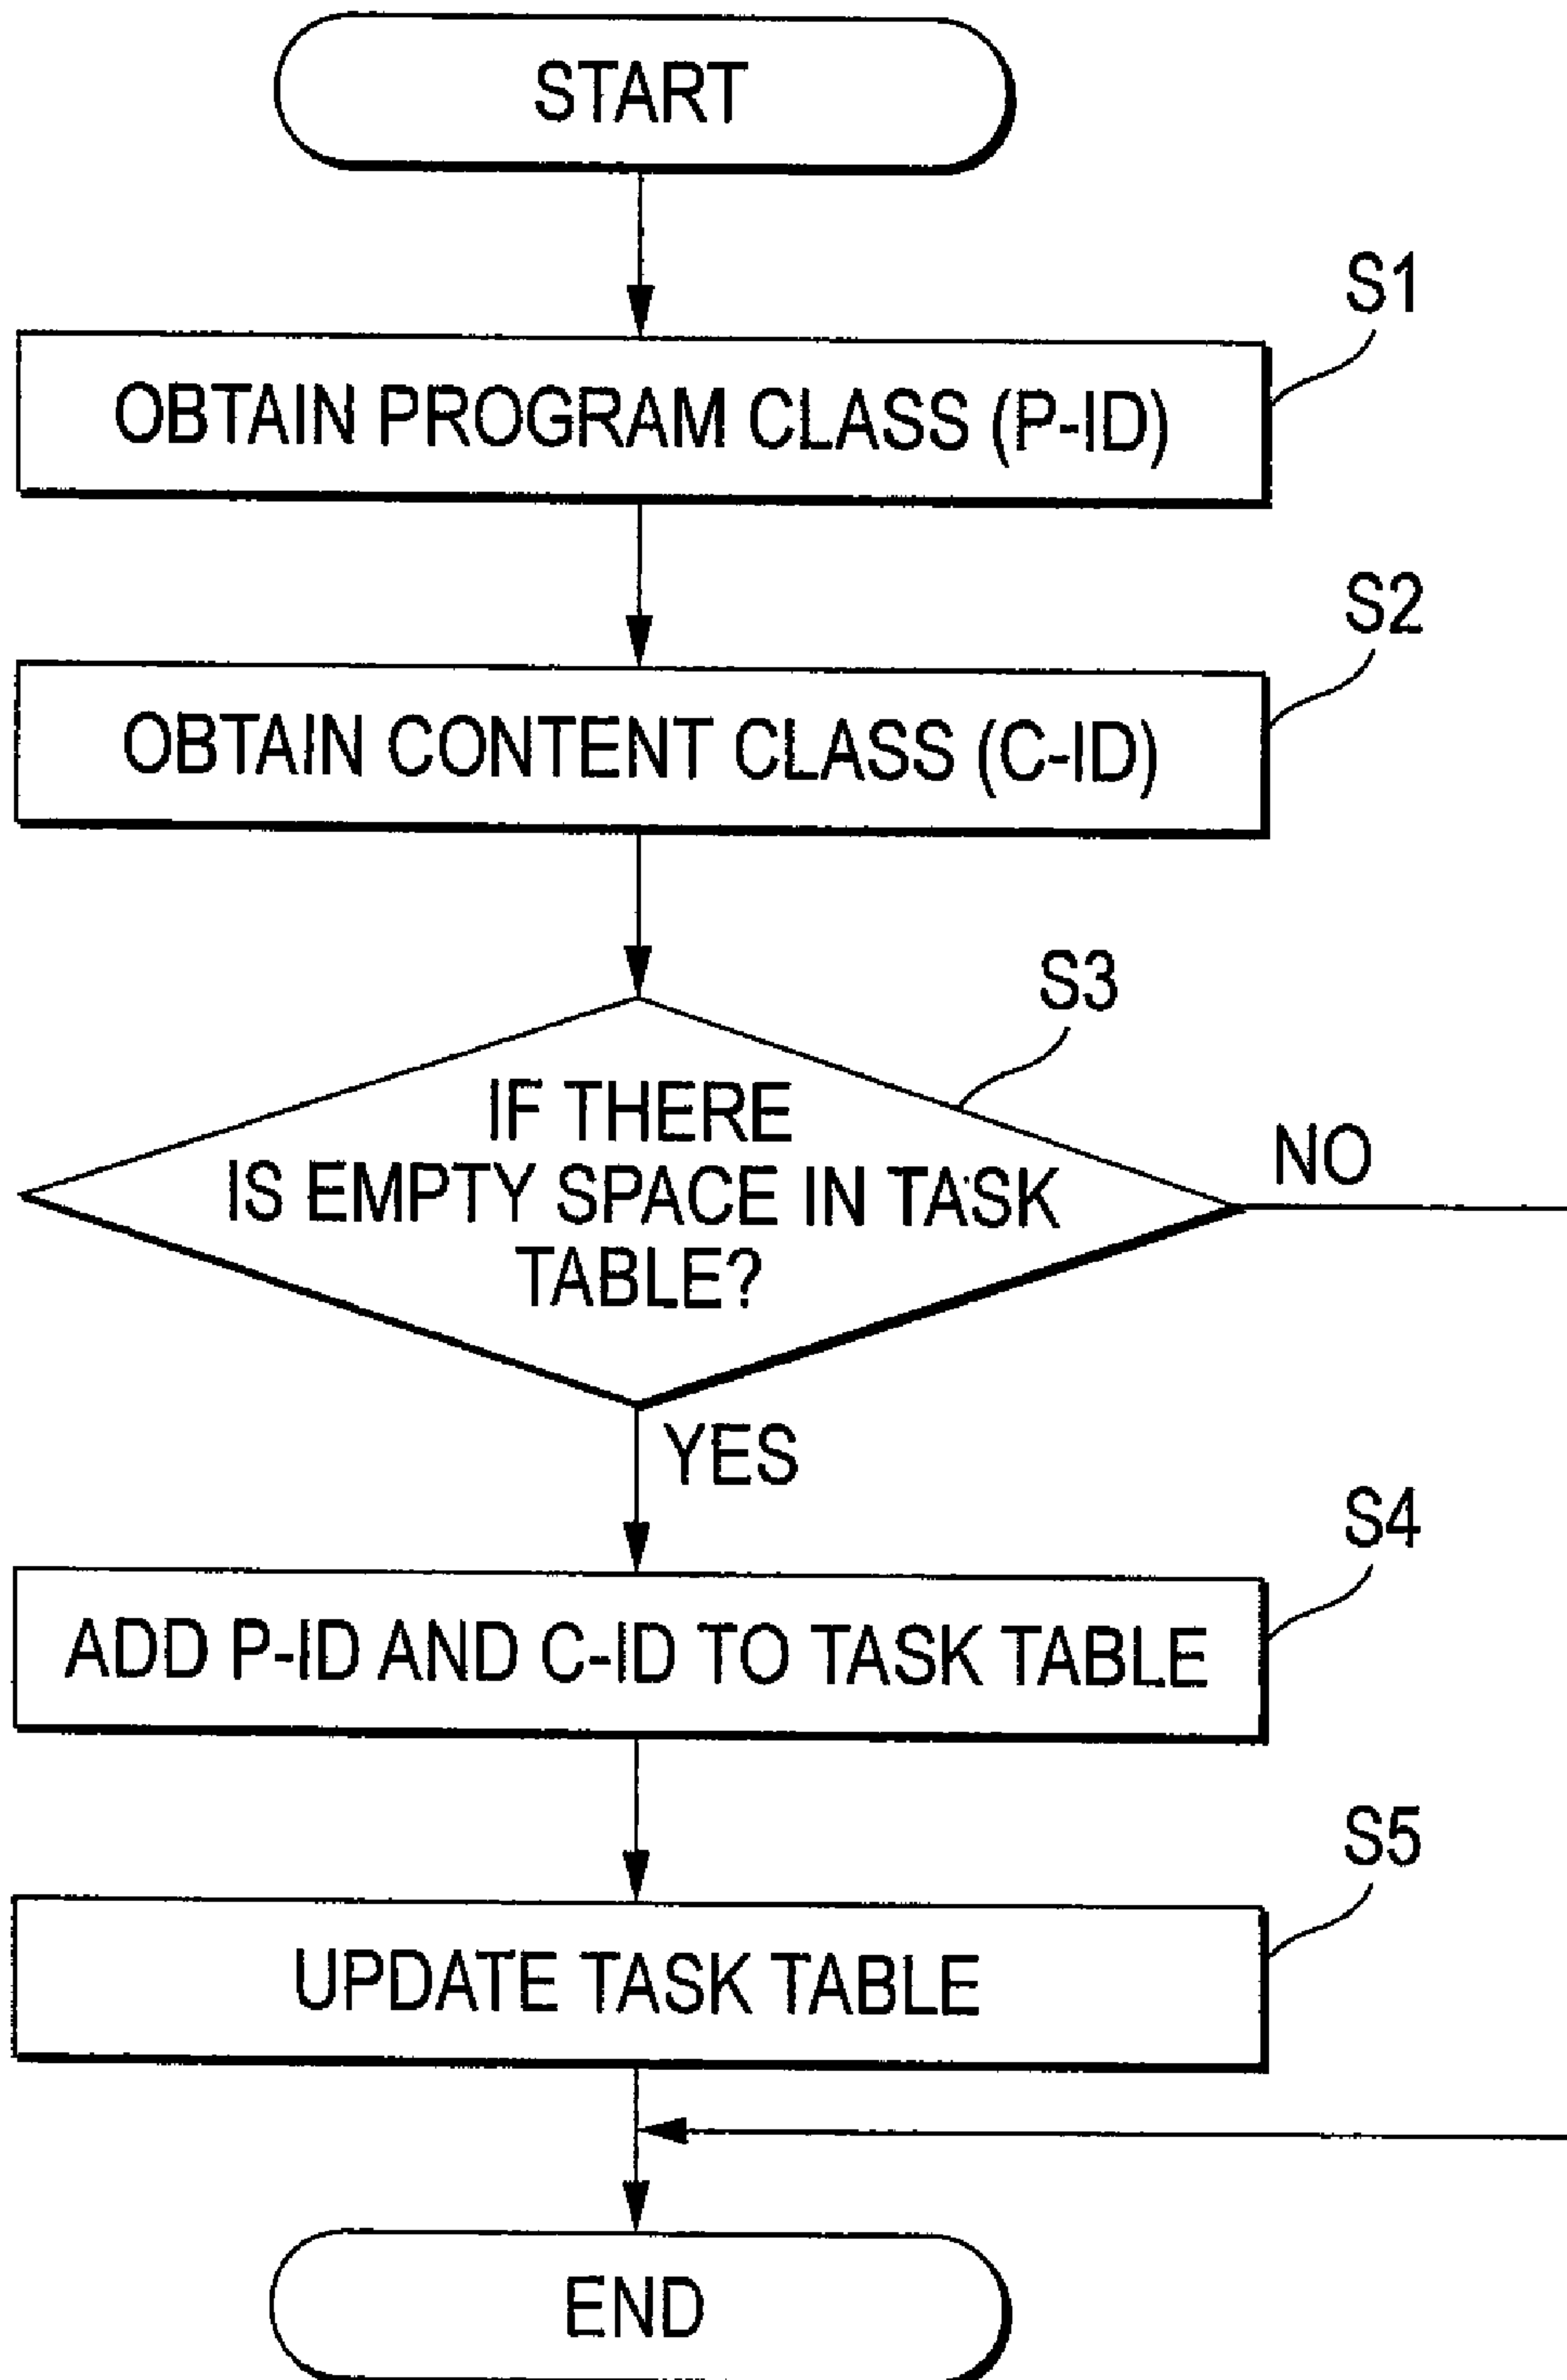 START
S1
OBTAIN PROGRAM CLASS (P-ID)
S2
OBTAIN CONTENT CLASS (C-ID)
S3
IF THERE
IS EMPTY SPACE IN TASK
TABLE?
NO
YES
S4
ADD P-ID AND C-ID TO TASK TABLE
S5
UPDATE TASK TABLE
END